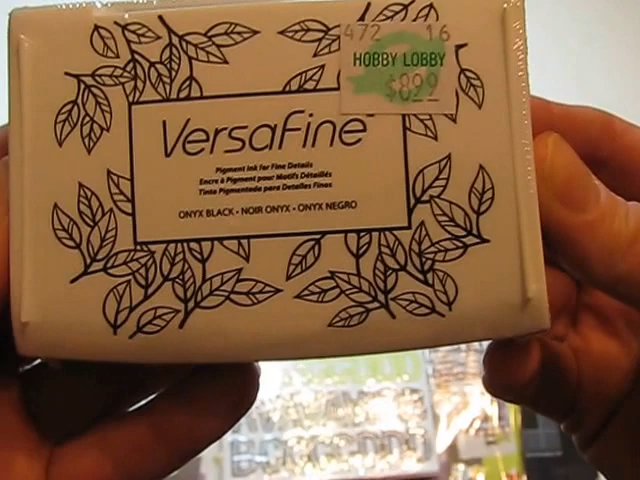 472 16
HOBBY LOBBY
$8.99
VersaFine
Pigment Ink for Fine Details
Encre à Pigment pour Motifs Détaillés
Tinta Pigmentada para Detalles Finos
ONYX BLACK • NOIR ONYX • ONYX NEGRO